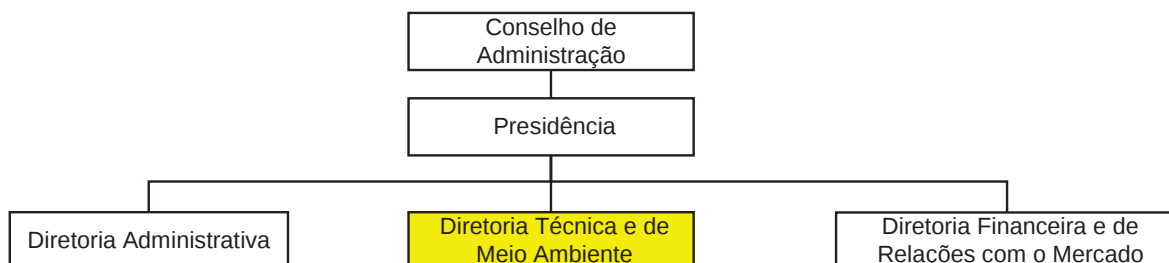 Conselho de
Administração
Presidência
Diretoria Administrativa
Diretoria Técnica e de
Meio Ambiente
Diretoria Financeira e de
Relações com o Mercado